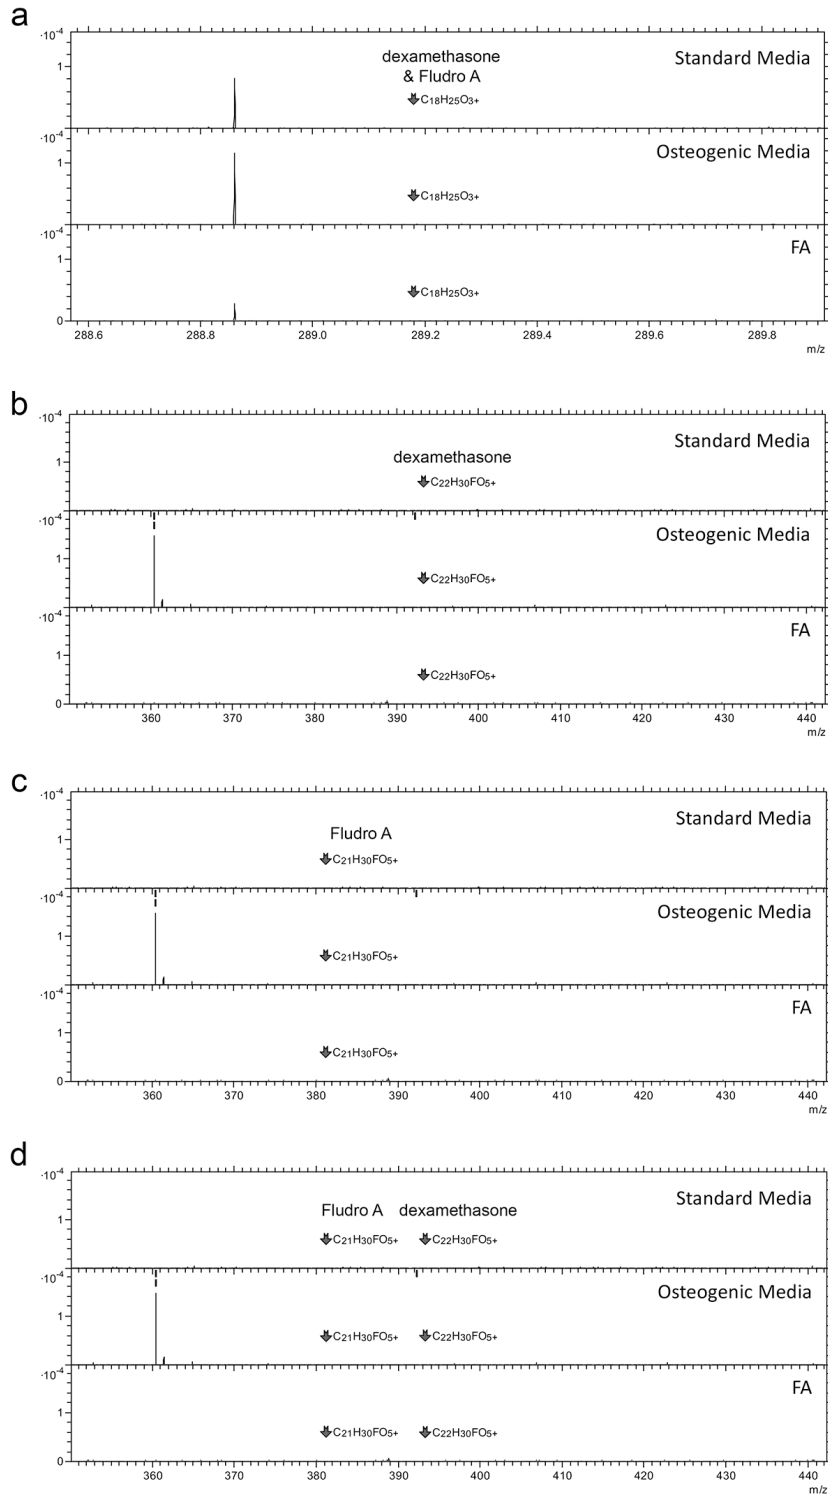 a
·10-4
1
dexamethasone
& Fludro A
C18H25O3+
Standard Media
·10-4
1
C18H25O3+
Osteogenic Media
·10-4
1
0
C18H25O3+
FA
288.6 288.8 289.0 289.2 289.4 289.6 289.8
m/z
b
·10-4
1
dexamethasone
C22H30FO5+
Standard Media
·10-4
1
C22H30FO5+
Osteogenic Media
·10-4
1
0
C22H30FO5+
FA
360 370 380 390 400 410 420 430 440
m/z
c
·10-4
1
Fludro A
C21H30FO5+
Standard Media
·10-4
1
C21H30FO5+
Osteogenic Media
·10-4
1
0
C21H30FO5+
FA
360 370 380 390 400 410 420 430 440
m/z
d
·10-4
1
Fludro A dexamethasone
C21H30FO5+ C22H30FO5+
Standard Media
·10-4
1
C21H30FO5+ C22H30FO5+
Osteogenic Media
·10-4
1
0
C21H30FO5+ C22H30FO5+
FA
360 370 380 390 400 410 420 430 440
m/z